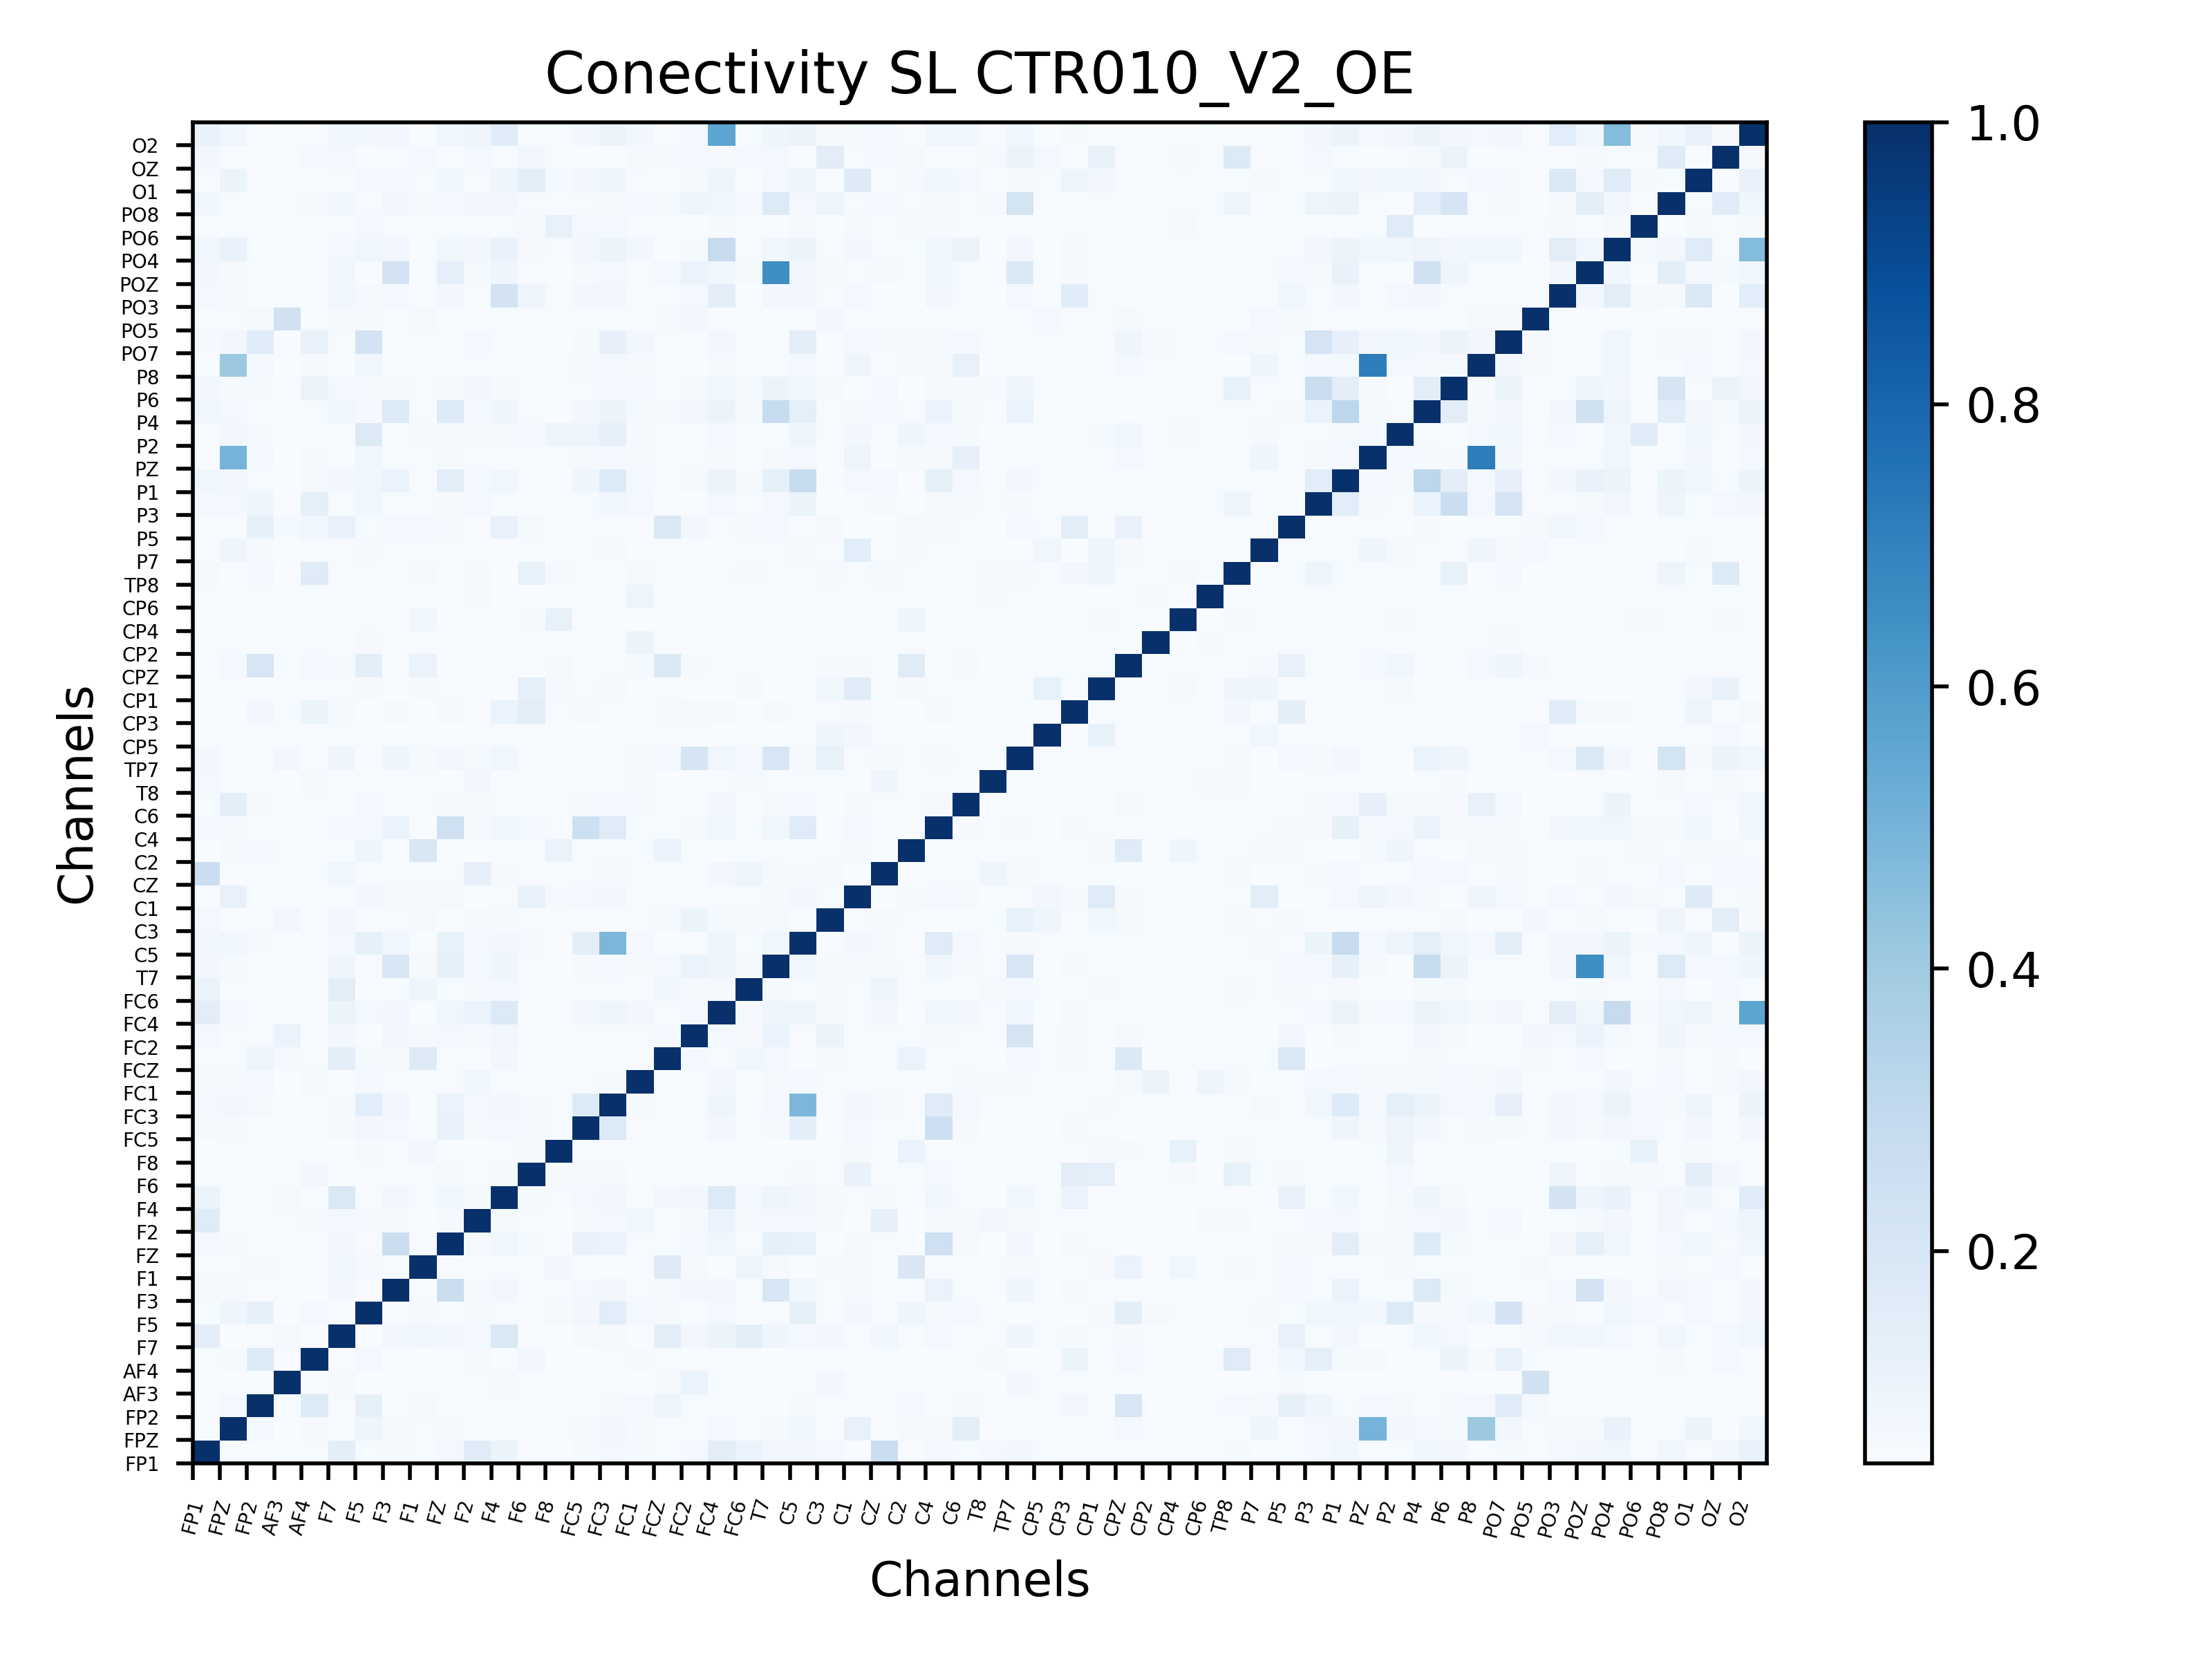 Conectivity SL CTR010_V2_OE
1.0
0.8
0.6
0.4
0.2
Channels
O2
OZ
O1
PO8
PO6
PO4
POZ
PO3
PO5
PO7
P8
P6
P4
P2
PZ
P1
P3
P5
P7
TP8
CP6
CP4
CP2
CPZ
CP1
CP3
CP5
TP7
T8
C6
C4
C2
CZ
C1
C3
C5
T7
FC6
FC4
FC2
FCZ
FC1
FC3
FC5
F8
F6
F4
F2
FZ
F1
F3
F5
F7
AF4
AF3
FP2
FPZ
FP1
FP1 FPZ FP2 AF3 AF4 F7 F5 F3 F1 FZ F2 F4 F6 F8 FC5 FC3 FC1 FCZ FC2 FC4 FC6 T7 C5 C3 C1 CZ C2 C4 C6 T8 TP7 CP5 CP3 CP1 CPZ CP2 CP4 CP6 TP8 P7 P5 P3 P1 PZ P2 P4 P6 P8 PO7 PO5 PO3 POZ PO4 PO6 PO8 O1 OZ O2
Channels